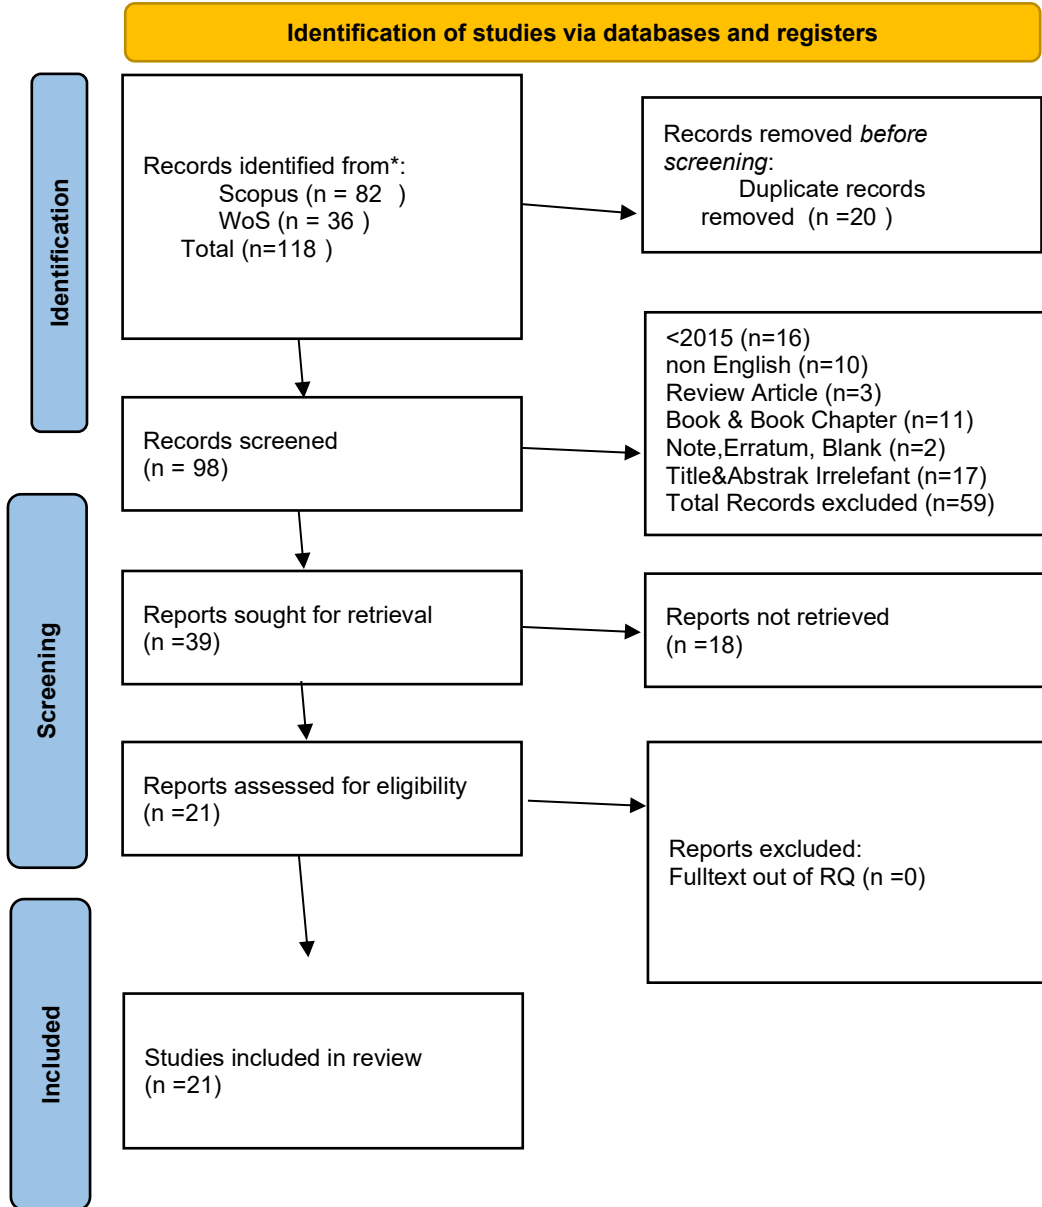 Identification of studies via databases and registers
Identification
Records identified from*:
Scopus (n = 82 )
WoS (n = 36 )
Total (n=118 )
Records removed before
screening:
Duplicate records
removed (n =20 )
Records screened
(n = 98)
<2015 (n=16)
non English (n=10)
Review Article (n=3)
Book & Book Chapter (n=11)
Note,Erratum, Blank (n=2)
Title&Abstrak Irrelefant (n=17)
Total Records excluded (n=59)
Screening
Reports sought for retrieval
(n =39)
Reports not retrieved
(n =18)
Reports assessed for eligibility
(n =21)
Reports excluded:
Fulltext out of RQ (n =0)
Included
Studies included in review
(n =21)